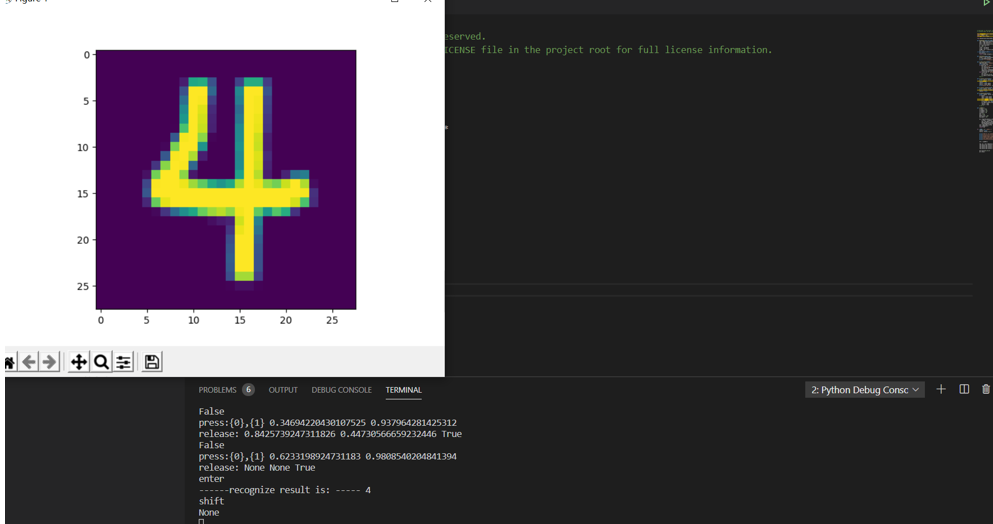 Figure 1
eserved.
ICENSE file in the project root for full license information.
0
5
10
15
20
25
0 5 10 15 20 25
PROBLEMS 6 OUTPUT DEBUG CONSOLE TERMINAL 2: Python Debug Consc
False
press:{0},{1} 0.34694220430107525 0.937964281425312
release: 0.8425739247311826 0.44730566659232446 True
False
press:{0},{1} 0.6233198924731183 0.9808540204841394
release: None None True
enter
------recognize result is: ----- 4
shift
None